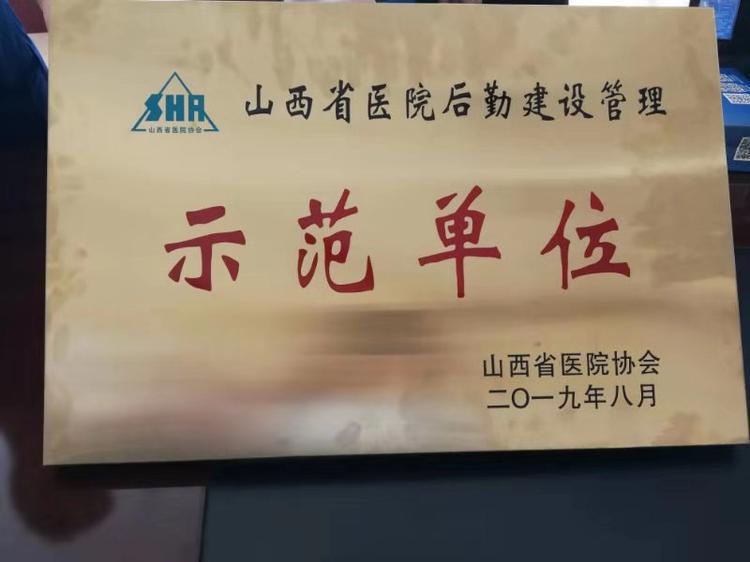 SHA
山西省医院协会
山西省医院后勤建设管理
示范单位
山西省医院协会
二〇一九年八月